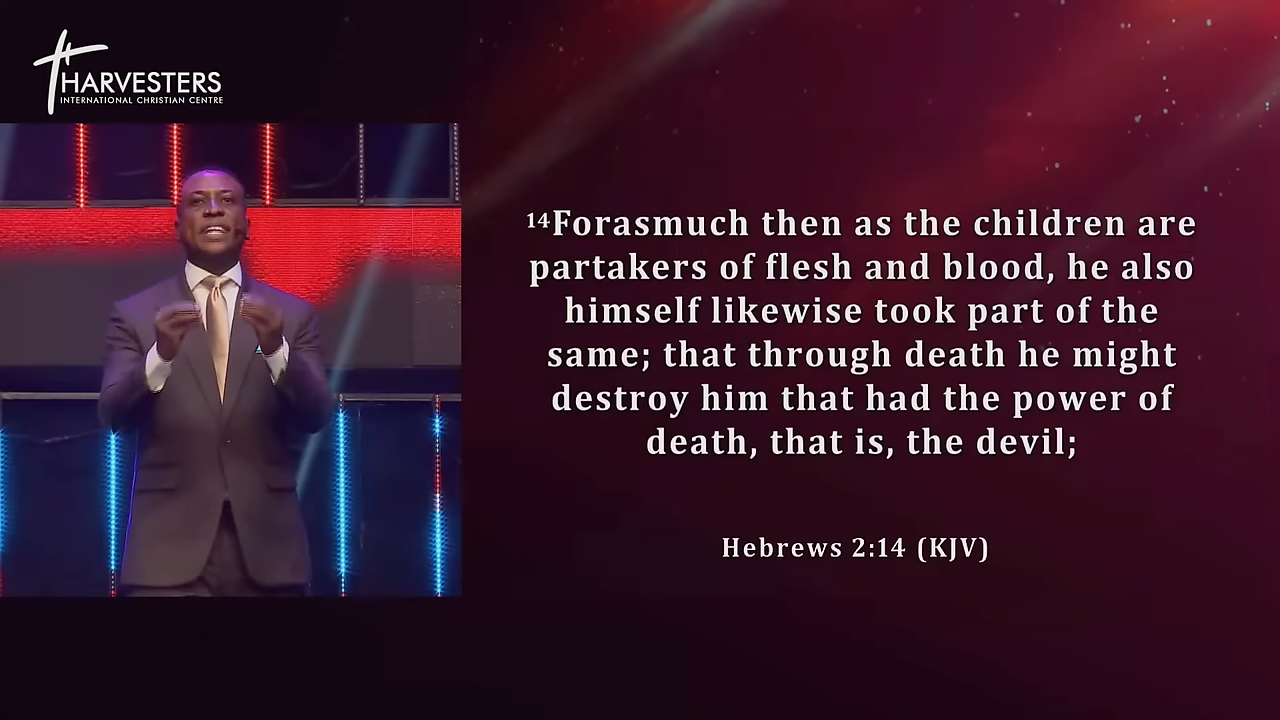 HARVESTERS
INTERNATIONAL CHRISTIAN CENTRE
¹⁴Forasmuch then as the children are
partakers of flesh and blood, he also
himself likewise took part of the
same; that through death he might
destroy him that had the power of
death, that is, the devil;
Hebrews 2:14 (KJV)